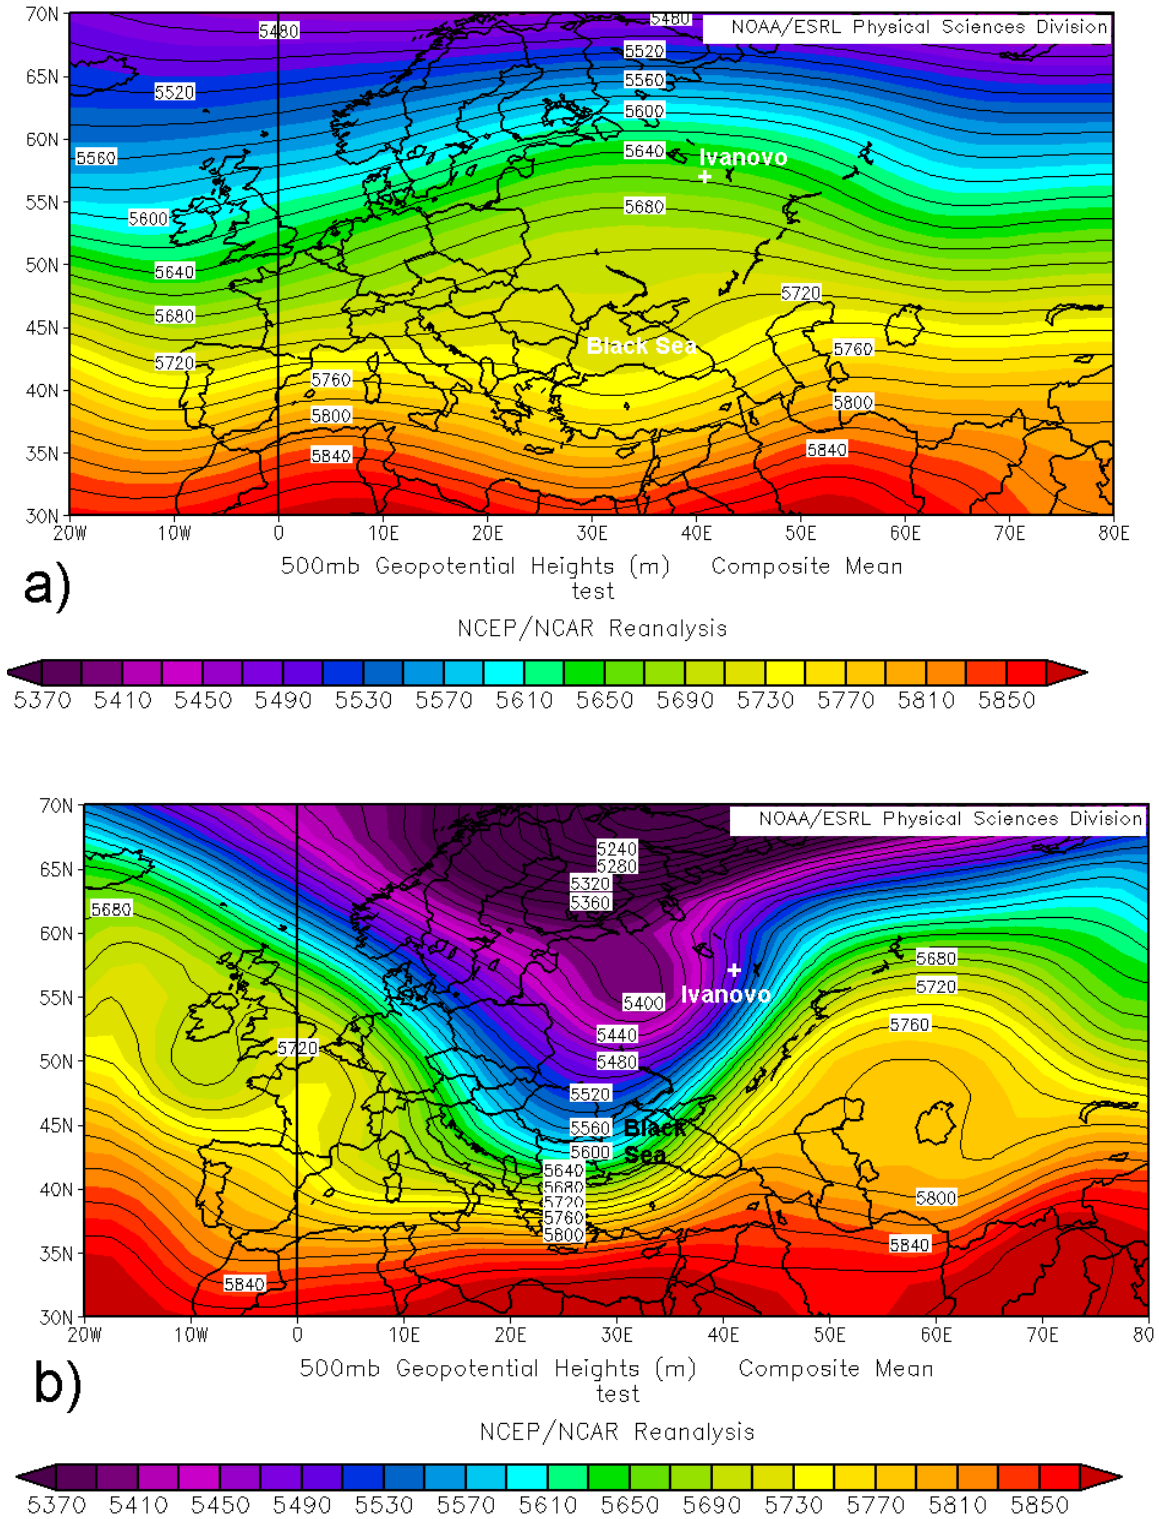 70N
5480
5480
NOAA/ESRL Physical Sciences Division
65N
5520
5520
5560
60N
5600
5560
5640
Ivanovo
55N
5600
5680
50N
5640
5720
45N
5680
Black Sea
5720
5760
40N
5760
5800
5800
35N
5840
5840
30N
20W 10W 0 10E 20E 30E 40E 50E 60E 70E 80E
500mb Geopotential Heights (m) Composite Mean
test
a)
NCEP/NCAR Reanalysis
5370 5410 5450 5490 5530 5570 5610 5650 5690 5730 5770 5810 5850
70N
NOAA/ESRL Physical Sciences Division
5240
65N
5280
5320
5360
5680
60N
5680
Ivanovo
5720
55N
5400
5760
5440
50N
5720
5480
5520
45N
5560
Black
Sea
5600
5640
5680
40N
5720
5800
5760
5800
5840
35N
5840
30N
20W 10W 0 10E 20E 30E 40E 50E 60E 70E 80
500mb Geopotential Heights (m) Composite Mean
test
b)
NCEP/NCAR Reanalysis
5370 5410 5450 5490 5530 5570 5610 5650 5690 5730 5770 5810 5850